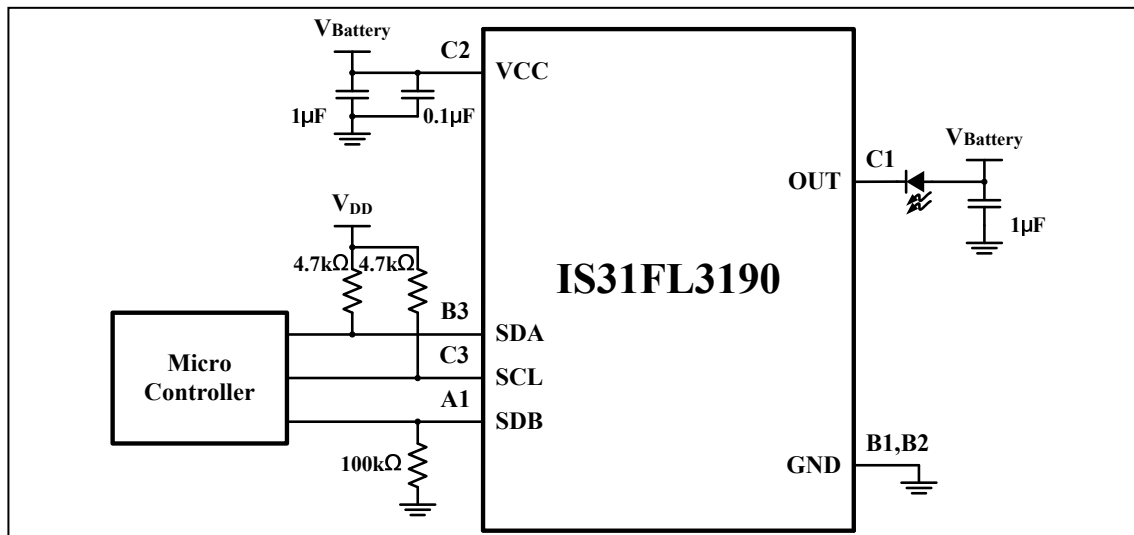 VBattery
C2
VCC
1µF
0.1µF
VBattery
C1
OUT
1µF
VDD
4.7kΩ
4.7kΩ
IS31FL3190
B3
SDA
Micro
Controller
C3
SCL
A1
SDB
100kΩ
B1,B2
GND